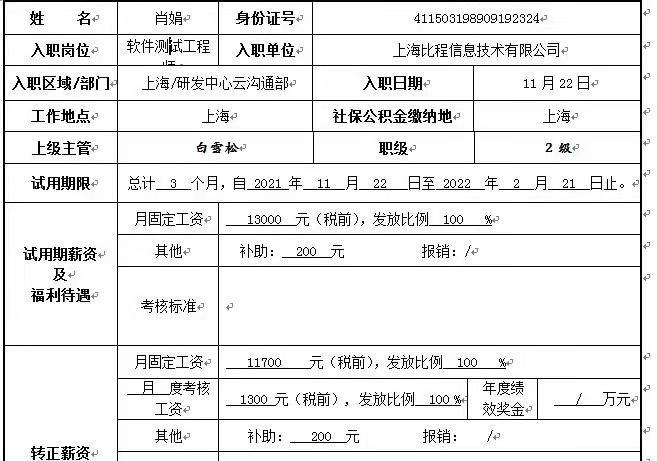 姓 名 肖娟 身份证号 411503198909192324
入职岗位 软件测试工程师 入职单位 上海比程信息技术有限公司
入职区域/部门 上海/研发中心云沟通部 入职日期 11月22日
工作地点 上海 社保公积金缴纳地 上海
上级主管 白雪松 职级 2级
试用期限 总计 3 个月，自 2021 年 11 月 22 日至 2022 年 2 月 21 日止。
试用期薪资
及
福利待遇
月固定工资 13000 元（税前），发放比例 100 %
其他 补助： 200 元 报销：/
考核标准
转正薪资
月固定工资 11700 元（税前），发放比例 100 %
月 度考核
工资
1300 元（税前），发放比例 100 %
年度绩
效奖金
/ 万元
其他 补助： 200 元 报销： /